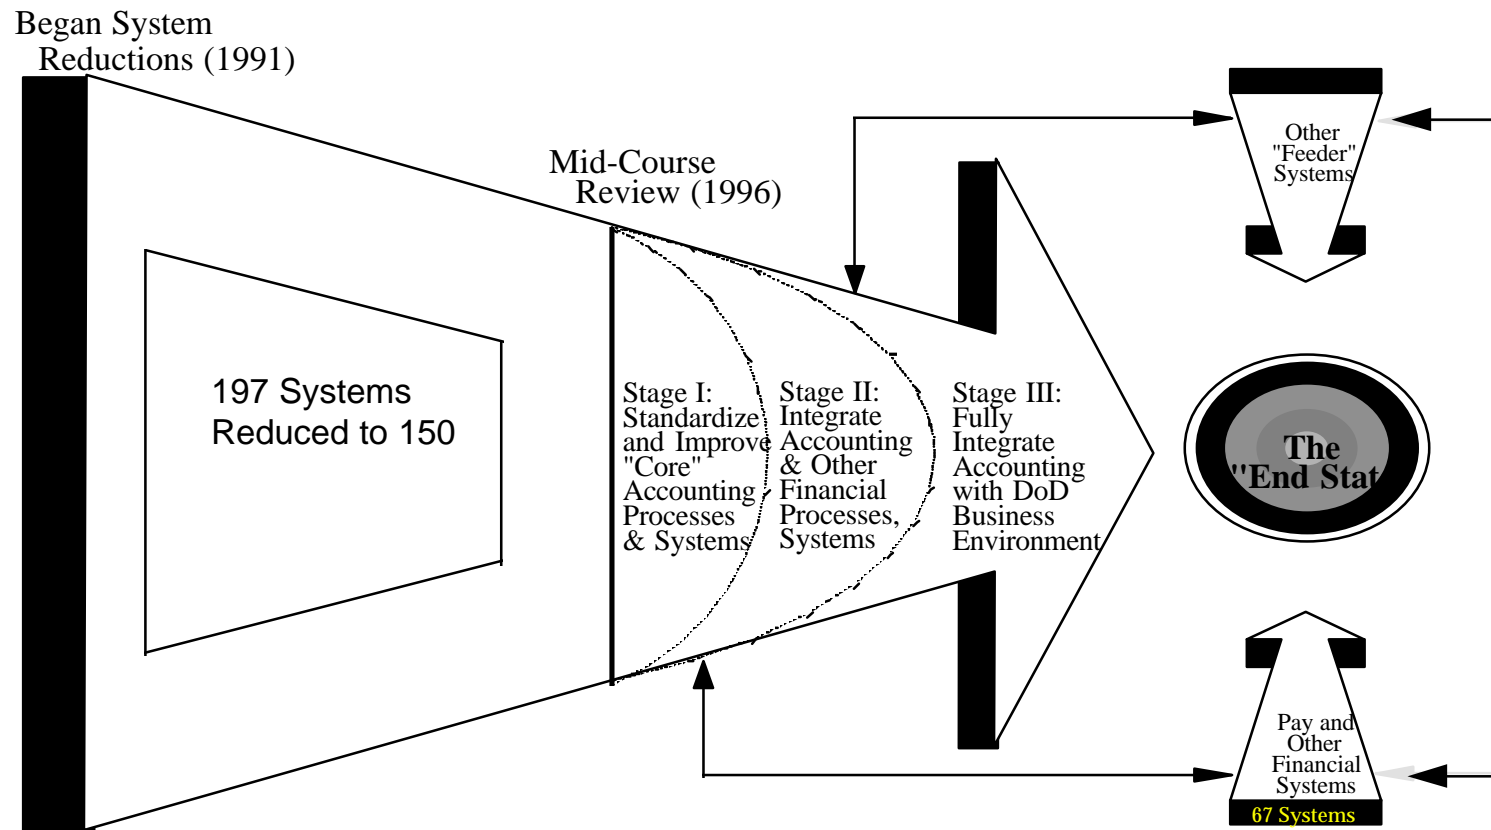 Began System
Reductions (1991)
Mid-Course
Review (1996)
197 Systems
Reduced to 150
Stage I:
Standardize
and Improve
"Core"
Accounting
Processes
& Systems
Stage II:
Integrate
Accounting
& Other
Financial
Processes,
Systems
Stage III:
Fully
Integrate
Accounting
with DoD
Business
Environment
Other
"Feeder"
Systems
The
"End Stat
Pay and
Other
Financial
Systems
67 Systems